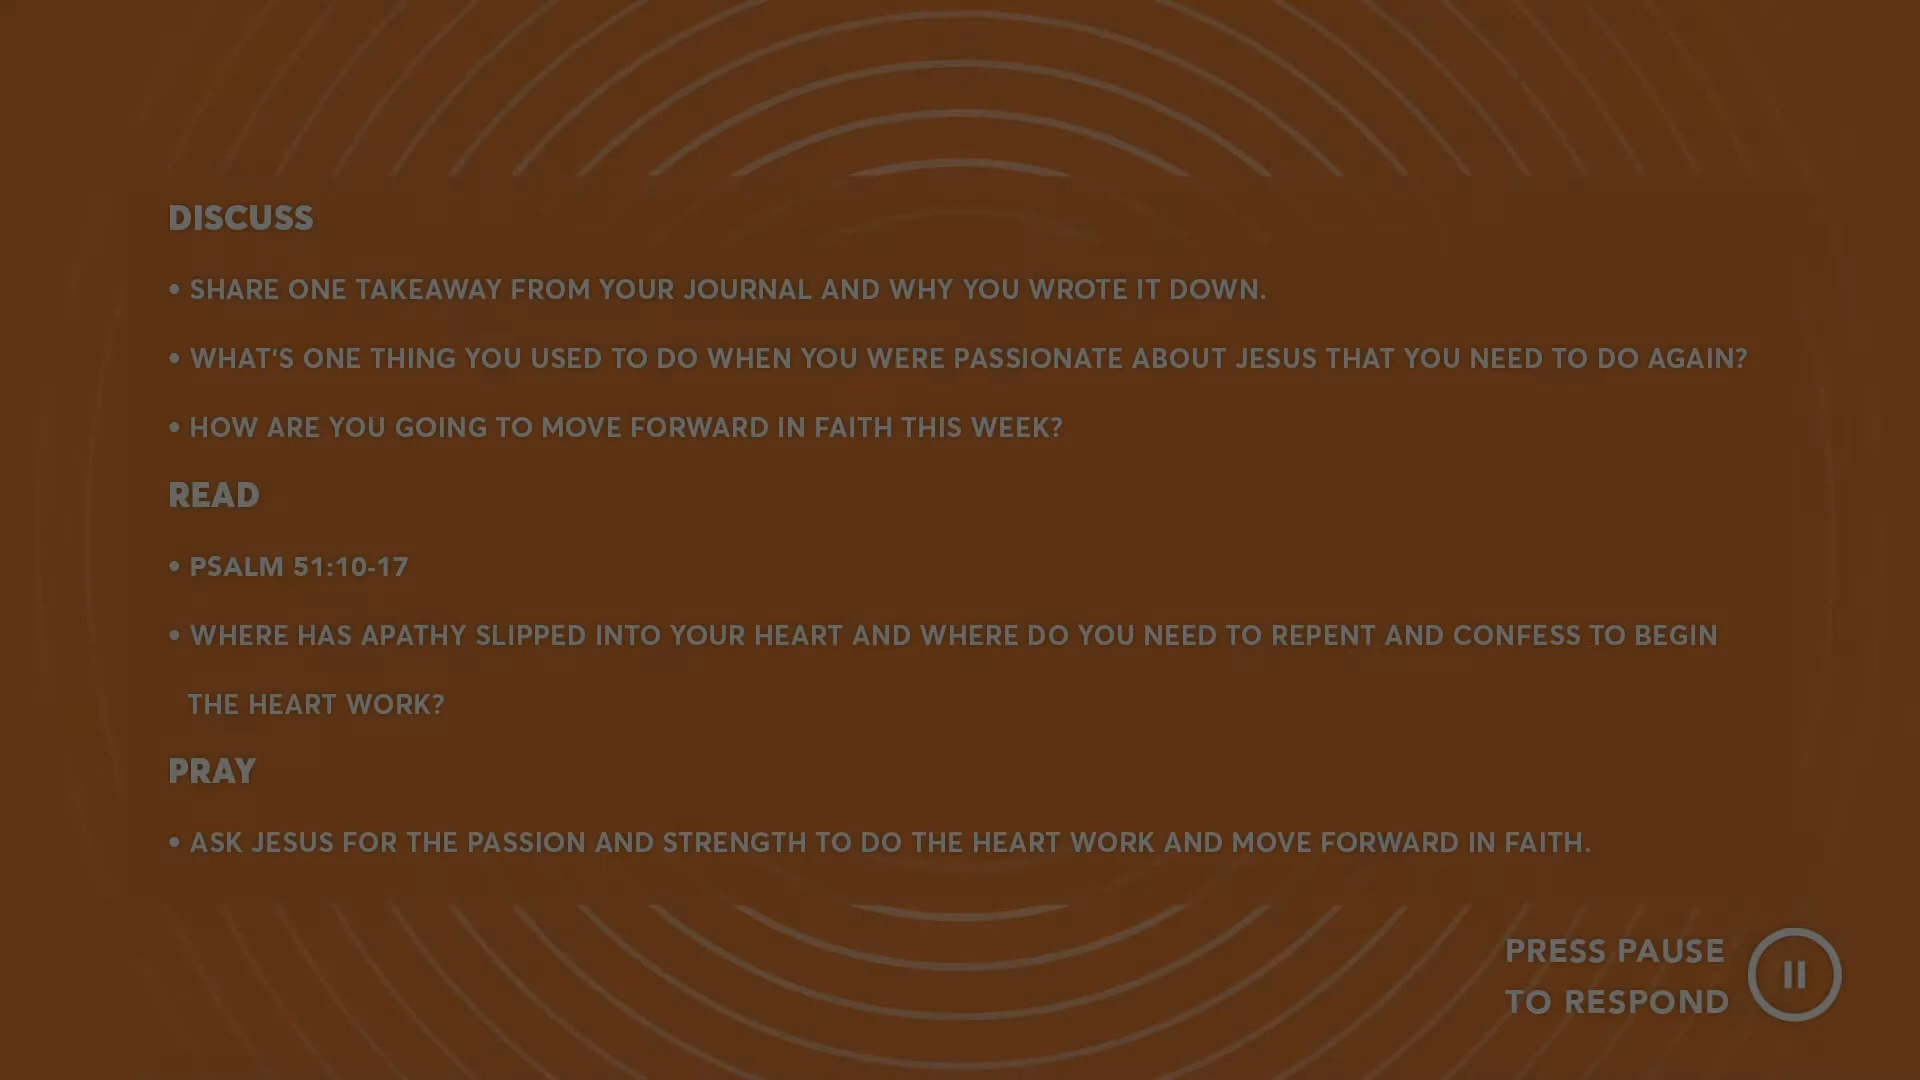 DISCUSS
• SHARE ONE TAKEAWAY FROM YOUR JOURNAL AND WHY YOU WROTE IT DOWN.
• WHAT'S ONE THING YOU USED TO DO WHEN YOU WERE PASSIONATE ABOUT JESUS THAT YOU NEED TO DO AGAIN?
• HOW ARE YOU GOING TO MOVE FORWARD IN FAITH THIS WEEK?
READ
• PSALM 51:10-17
• WHERE HAS APATHY SLIPPED INTO YOUR HEART AND WHERE DO YOU NEED TO REPENT AND CONFESS TO BEGIN
THE HEART WORK?
PRAY
• ASK JESUS FOR THE PASSION AND STRENGTH TO DO THE HEART WORK AND MOVE FORWARD IN FAITH.
PRESS PAUSE
TO RESPOND